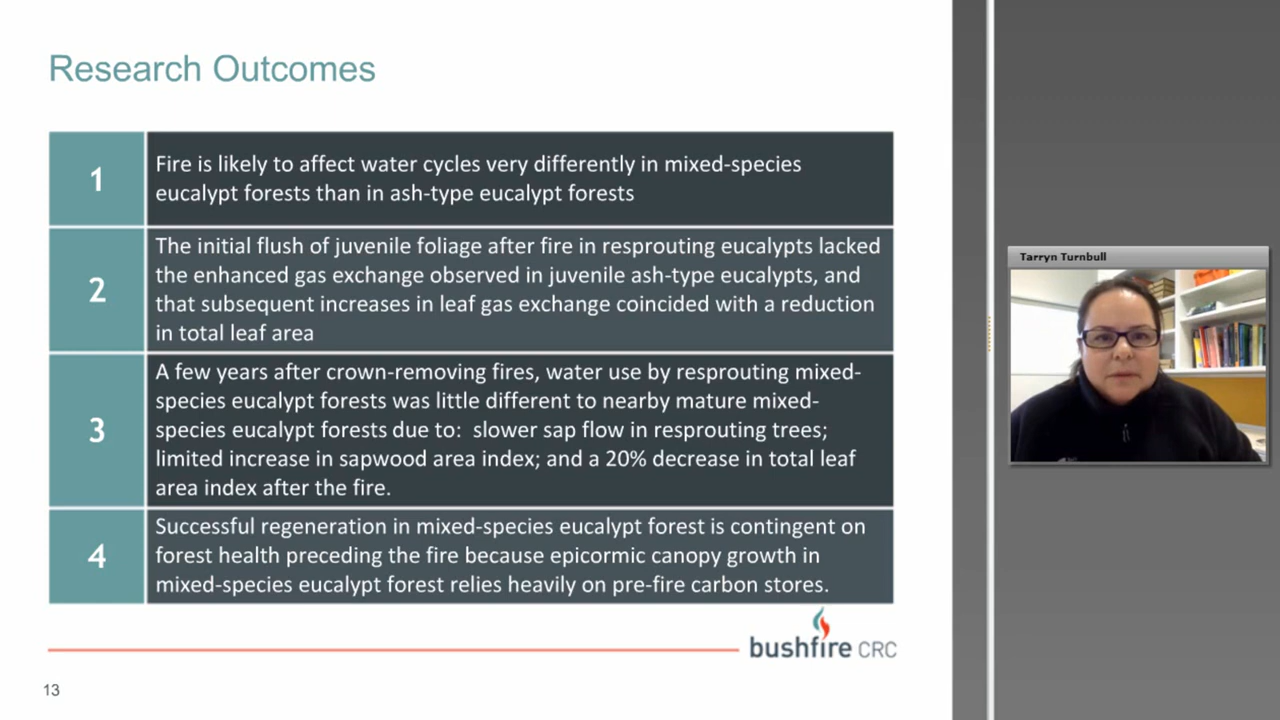 Research Outcomes
1
Fire is likely to affect water cycles very differently in mixed-species
eucalypt forests than in ash-type eucalypt forests
2
The initial flush of juvenile foliage after fire in resprouting eucalypts lacked
the enhanced gas exchange observed in juvenile ash-type eucalypts, and
that subsequent increases in leaf gas exchange coincided with a reduction
in total leaf area
3
A few years after crown-removing fires, water use by resprouting mixed-
species eucalypt forests was little different to nearby mature mixed-
species eucalypt forests due to:  slower sap flow in resprouting trees;
limited increase in sapwood area index; and a 20% decrease in total leaf
area index after the fire.
4
Successful regeneration in mixed-species eucalypt forest is contingent on
forest health preceding the fire because epicormic canopy growth in
mixed-species eucalypt forest relies heavily on pre-fire carbon stores.
bushfire CRC
13
Tarryn Turnbull